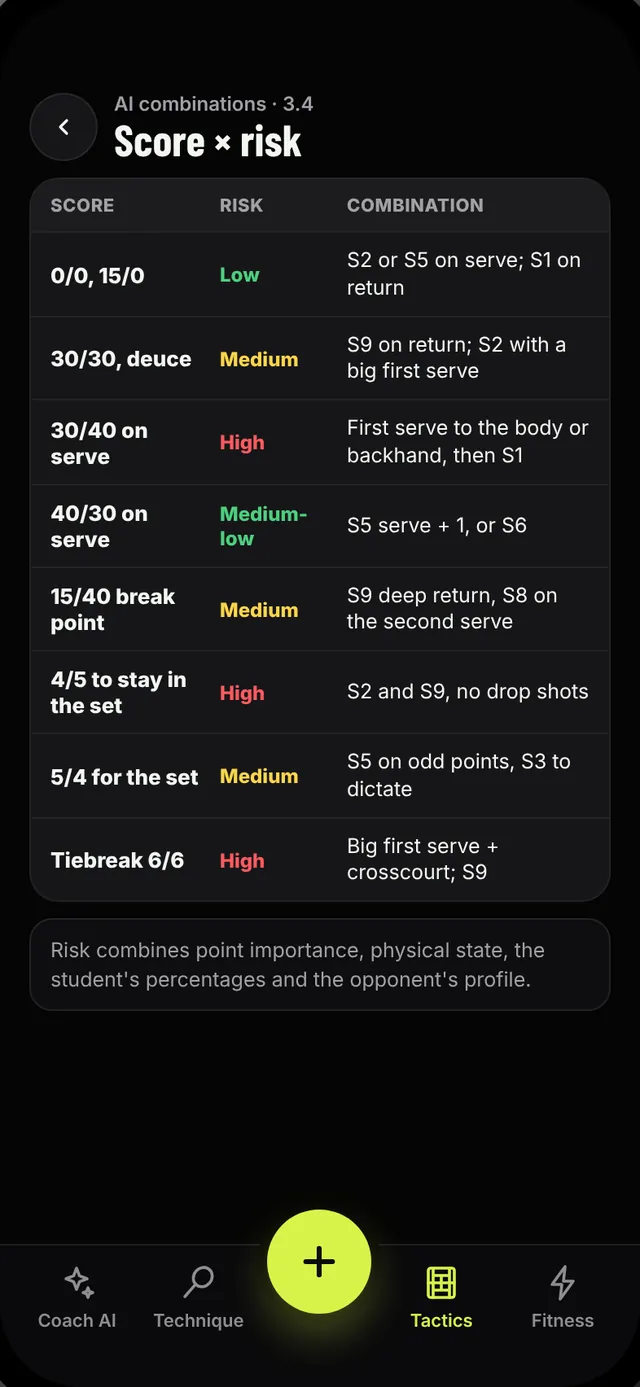 AI combinations · 3.4
Score × risk
SCORE RISK COMBINATION
0/0, 15/0 Low S2 or S5 on serve; S1 on
return
30/30, deuce Medium S9 on return; S2 with a
big first serve
30/40 on
serve
High
First serve to the body or
backhand, then S1
40/30 on
serve
Medium-
low
S5 serve + 1, or S6
15/40 break
point
Medium
S9 deep return, S8 on
the second serve
4/5 to stay in
the set
High
S2 and S9, no drop shots
5/4 for the set Medium S5 on odd points, S3 to
dictate
Tiebreak 6/6 High Big first serve +
crosscourt; S9
Risk combines point importance, physical state, the
student's percentages and the opponent's profile.
Coach AI Technique Tactics Fitness